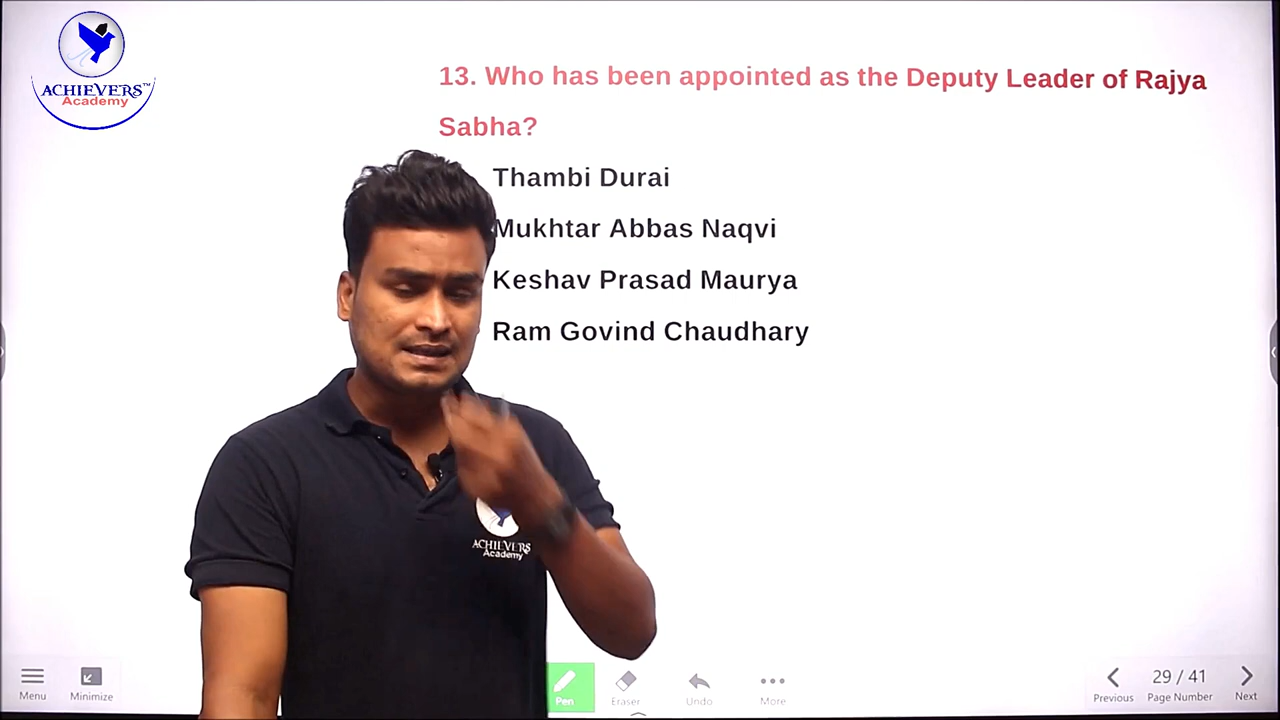 ACHIEVERS™
Academy
13. Who has been appointed as the Deputy Leader of Rajya
Sabha?
Thambi Durai
Mukhtar Abbas Naqvi
Keshav Prasad Maurya
Ram Govind Chaudhary
ACHIEVERS
Academy
Menu
Minimize
Pen
Eraser
Undo
More
Previous
29 / 41
Page Number
Next